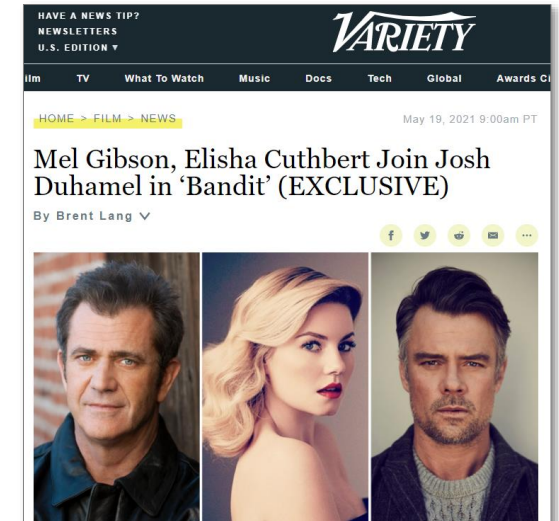 HAVE A NEWS TIP?
NEWSLETTERS
U.S. EDITION ▾
VARIETY
ilm TV What To Watch Music Docs Tech Global Awards Ci
HOME > FILM > NEWS
May 19, 2021 9:00am PT
Mel Gibson, Elisha Cuthbert Join Josh
Duhamel in ‘Bandit’ (EXCLUSIVE)
By Brent Lang